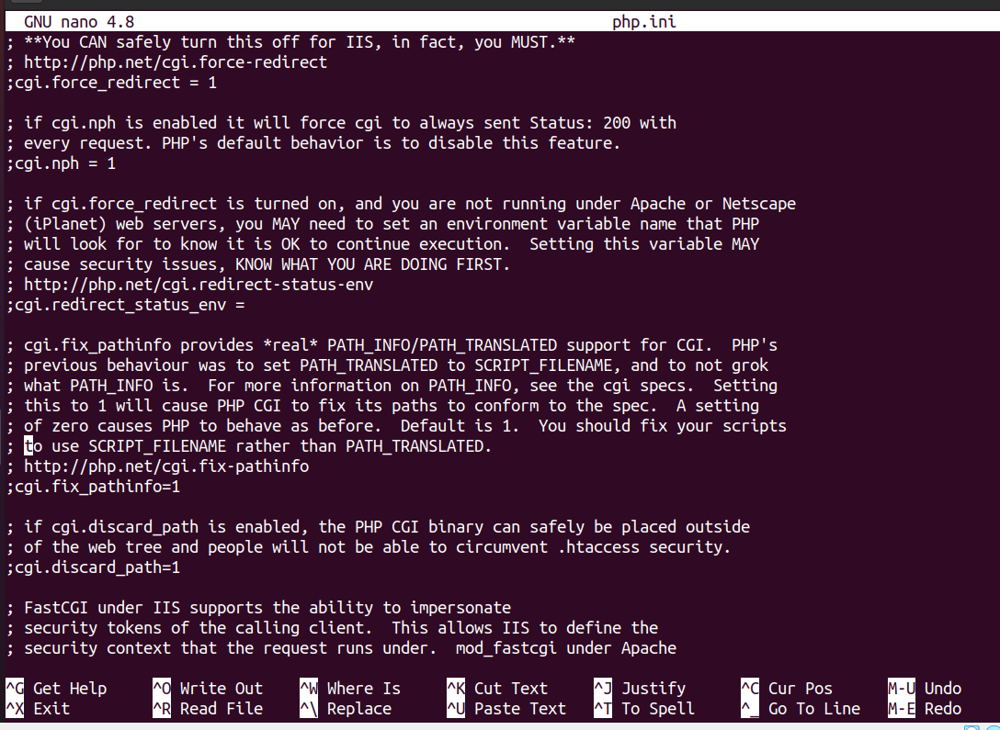 GNU nano 4.8 php.ini
; **You CAN safely turn this off for IIS, in fact, you MUST.**
; http://php.net/cgi.force-redirect
;cgi.force_redirect = 1
; if cgi.nph is enabled it will force cgi to always sent Status: 200 with
; every request. PHP's default behavior is to disable this feature.
;cgi.nph = 1
; if cgi.force_redirect is turned on, and you are not running under Apache or Netscape
; (iPlanet) web servers, you MAY need to set an environment variable name that PHP
; will look for to know it is OK to continue execution.  Setting this variable MAY
; cause security issues, KNOW WHAT YOU ARE DOING FIRST.
; http://php.net/cgi.redirect-status-env
;cgi.redirect_status_env =
; cgi.fix_pathinfo provides *real* PATH_INFO/PATH_TRANSLATED support for CGI.  PHP's
; previous behaviour was to set PATH_TRANSLATED to SCRIPT_FILENAME, and to not grok
; what PATH_INFO is.  For more information on PATH_INFO, see the cgi specs.  Setting
; this to 1 will cause PHP CGI to fix its paths to conform to the spec.  A setting
; of zero causes PHP to behave as before.  Default is 1.  You should fix your scripts
; to use SCRIPT_FILENAME rather than PATH_TRANSLATED.
; http://php.net/cgi.fix-pathinfo
;cgi.fix_pathinfo=1
; if cgi.discard_path is enabled, the PHP CGI binary can safely be placed outside
; of the web tree and people will not be able to circumvent .htaccess security.
;cgi.discard_path=1
; FastCGI under IIS supports the ability to impersonate
; security tokens of the calling client.  This allows IIS to define the
; security context that the request runs under.  mod_fastcgi under Apache
^G Get Help ^O Write Out ^W Where Is ^K Cut Text ^J Justify ^C Cur Pos M-U Undo
^X Exit ^R Read File ^\ Replace ^U Paste Text ^T To Spell ^_ Go To Line M-E Redo